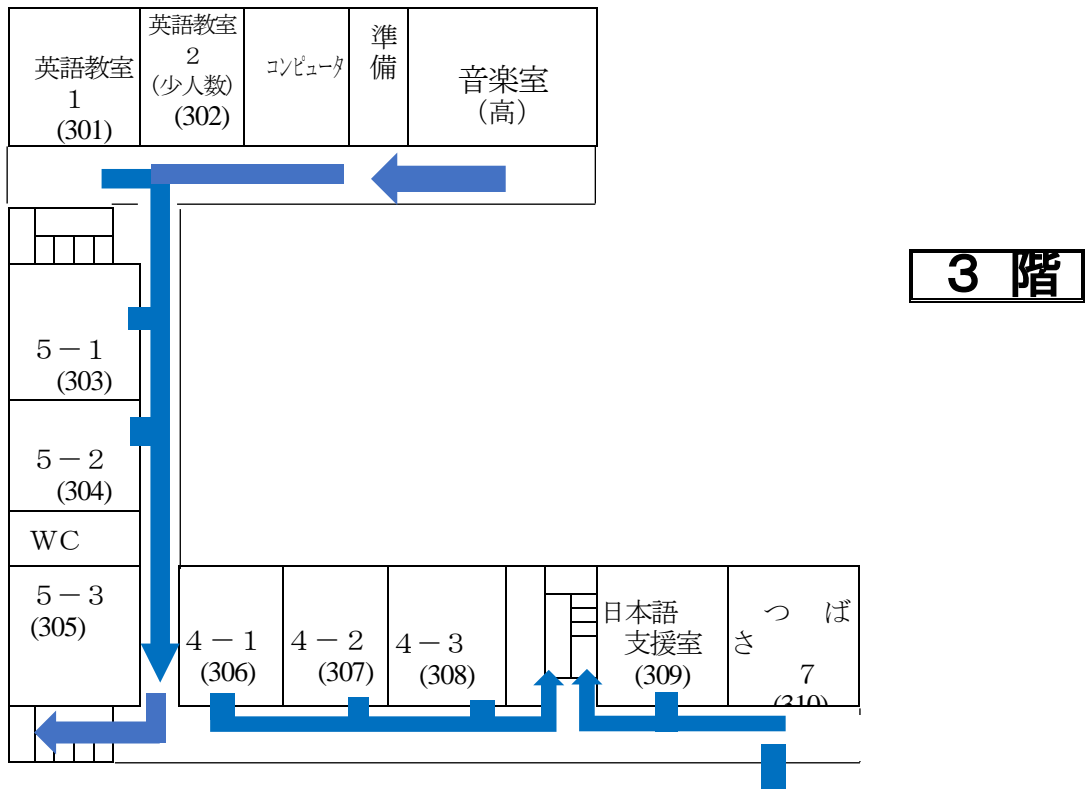 英語教室
1
(301)
英語教室
2
（少人数）
(302)
コンピュータ
準
備
音楽室
（高）
３ 階
５－１
(303)
５－２
(304)
ＷＣ
５－３
(305)
４－１
(306)
４－２
(307)
４－３
(308)
日本語
支援室
(309)
つ ば
さ
7
(310)